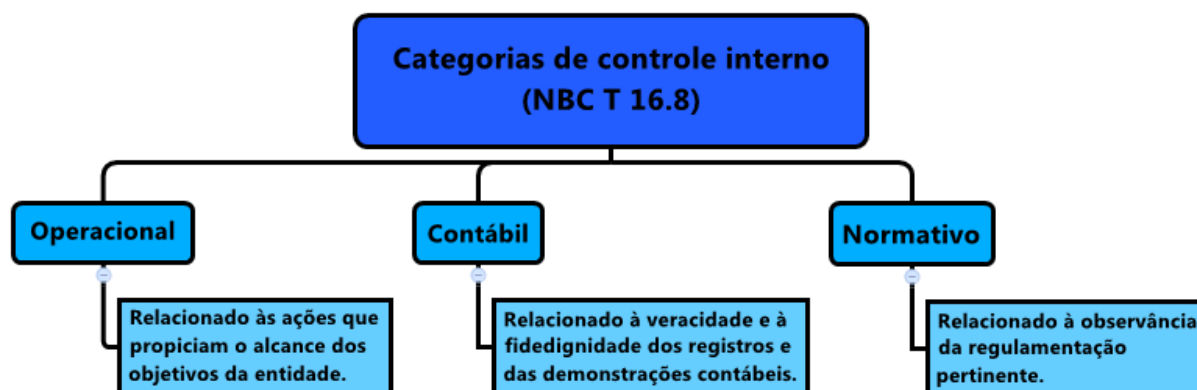 Categorias de controle interno
(NBC T 16.8)
Operacional
Contábil
Normativo
Relacionado às ações que
propiciam o alcance dos
objetivos da entidade.
Relacionado à veracidade e à
fidedignidade dos registros e
das demonstrações contábeis.
Relacionado à observância
da regulamentação
pertinente.